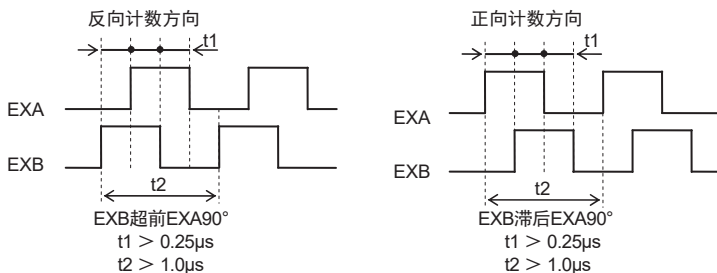 反向计数方向
t1
EXA
EXB
t2
EXB超前EXA90°
t1 > 0.25μs
t2 > 1.0μs
正向计数方向
t1
EXA
EXB
t2
EXB滞后EXA90°
t1 > 0.25μs
t2 > 1.0μs